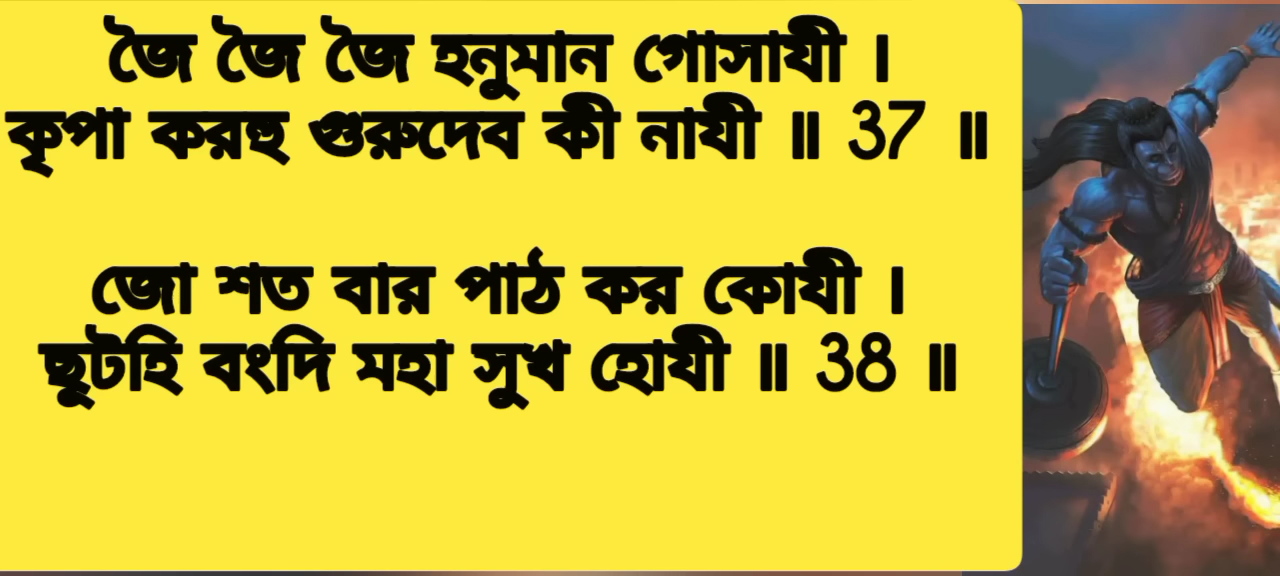 জৈ জৈ জৈ হনুমান গোসাযী ।
কৃপা করহু গুরুদেব কী নাযী ॥ 37 ॥
জো শত বার পাঠ কর কোযী ।
ছূটহি বংদি মহা সুখ হোযী ॥ 38 ॥